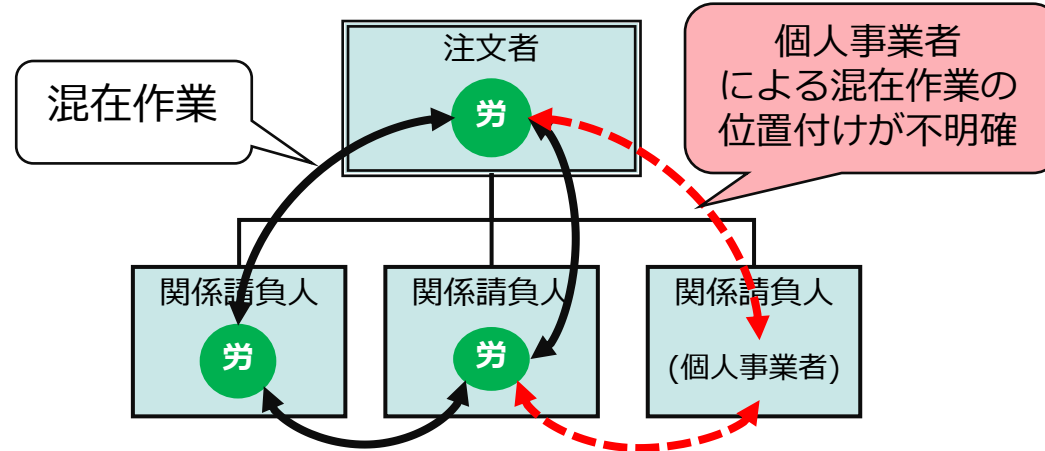 混在作業
注文者
労
個人事業者
による混在作業の
位置付けが不明確
関係請負人
労
関係請負人
労
関係請負人
(個人事業者)